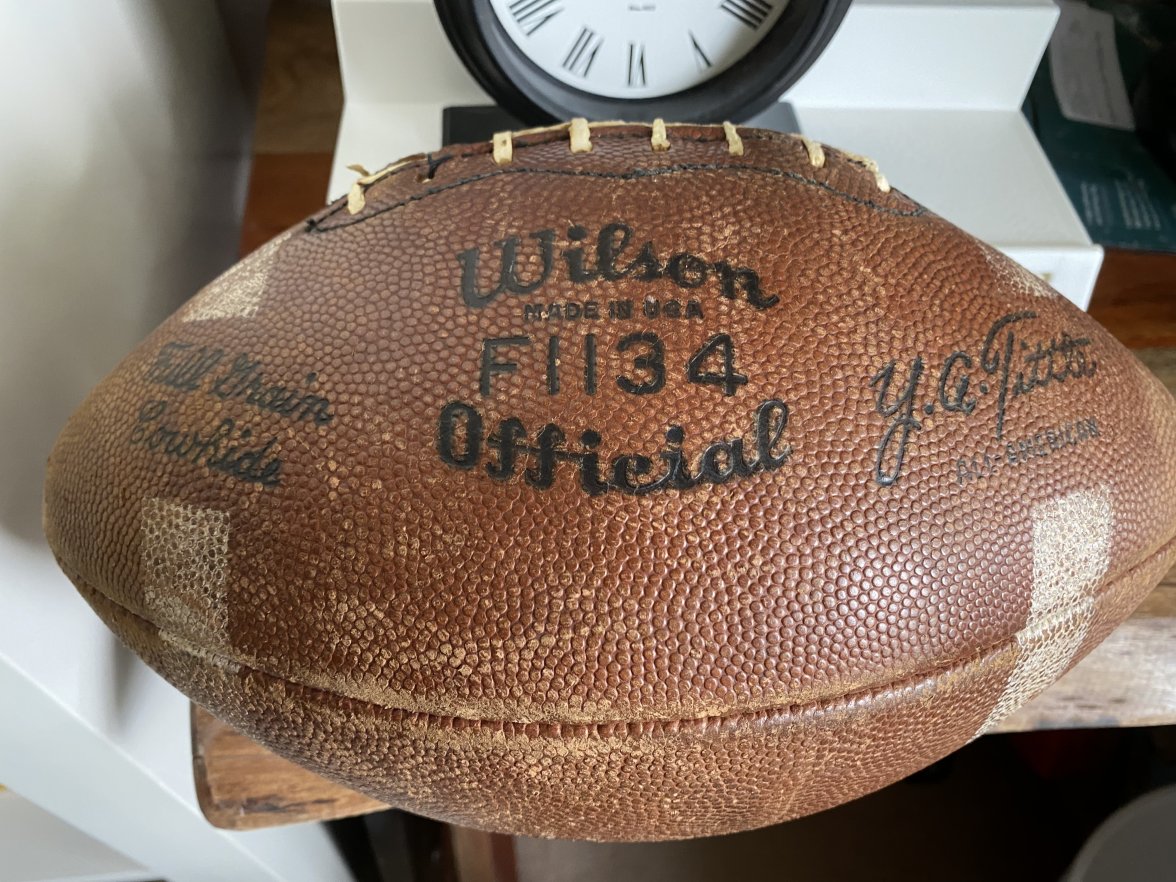 Wilson
MADE IN USA
F1134
Official
Full Grain
Cowhide
Y.A. Tittle
ALL-AMERICAN